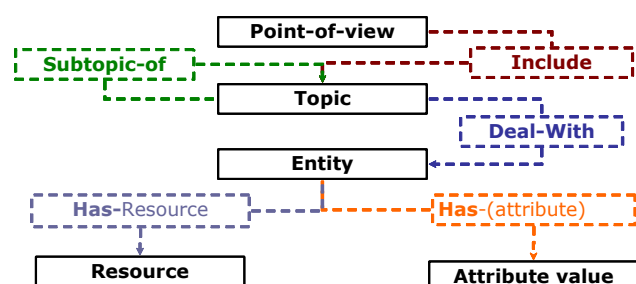 Point-of-view
Subtopic-of
Include
Topic
Deal-With
Entity
Has-Resource
Has-(attribute)
Resource
Attribute value